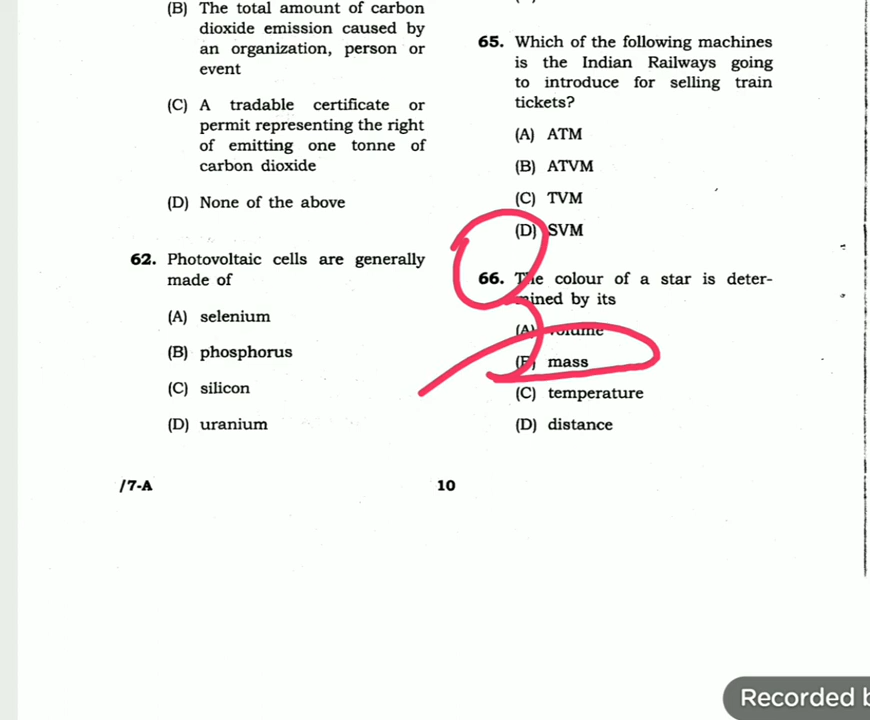 (B) The total amount of carbon
dioxide emission caused by
an organization, person or
event
(C) A tradable certificate or
permit representing the right
of emitting one tonne of
carbon dioxide
(D) None of the above
62. Photovoltaic cells are generally
made of
(A) selenium
(B) phosphorus
(C) silicon
(D) uranium
65. Which of the following machines
is the Indian Railways going
to introduce for selling train
tickets?
(A) ATM
(B) ATVM
(C) TVM
(D) SVM
66. The colour of a star is deter-
mined by its
(A) volume
(B) mass
(C) temperature
(D) distance
/7-A
10
Recorded